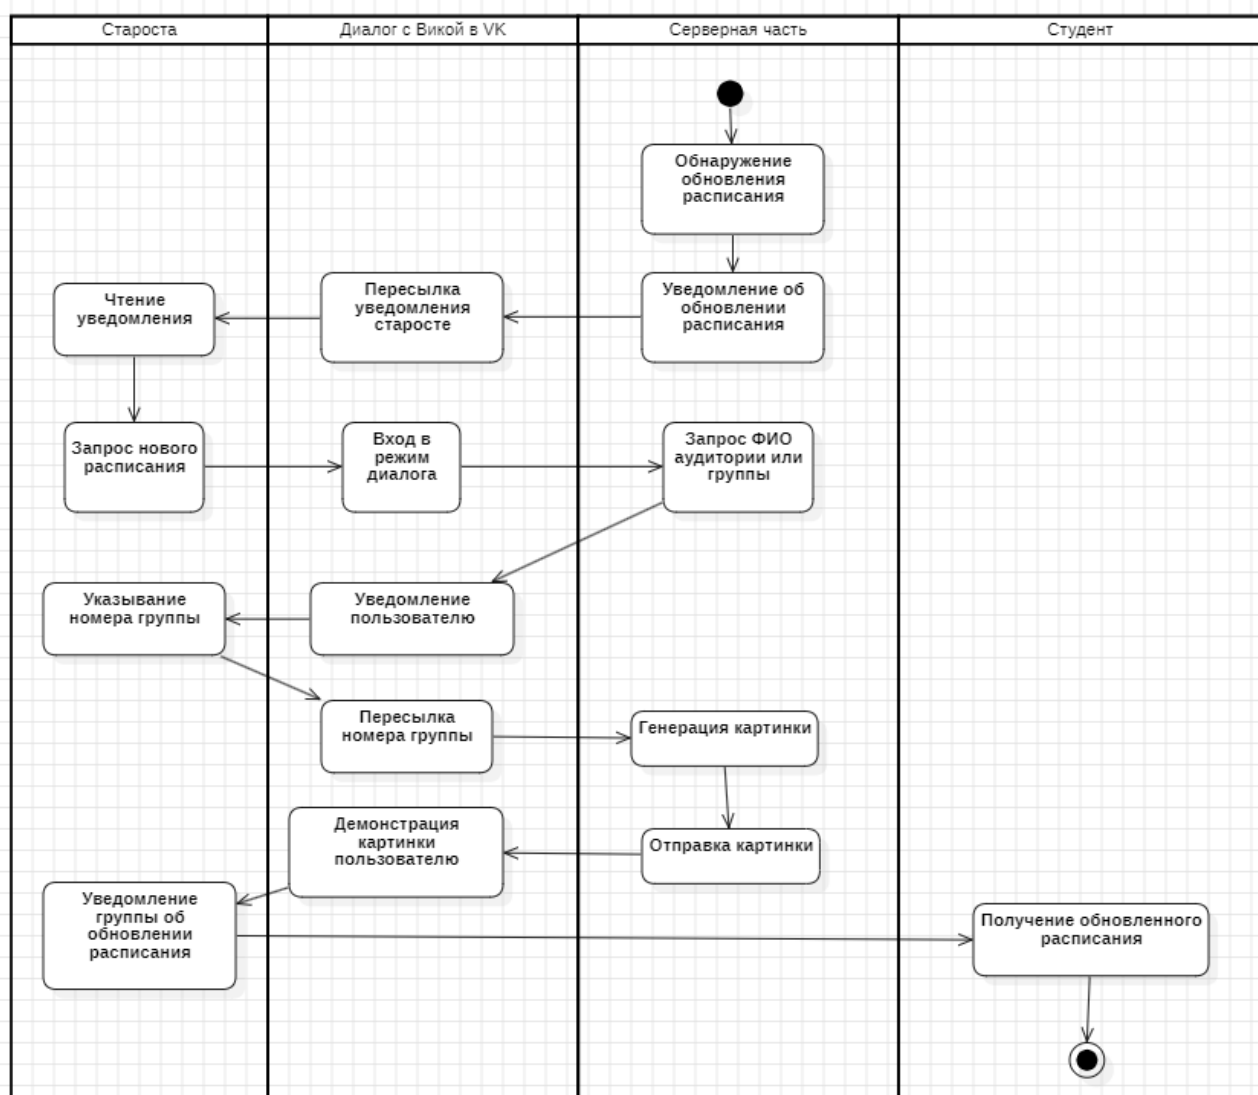 Староста
Диалог с Викой в VK
Серверная часть
Студент
Обнаружение
обновления
расписания
Уведомление об
обновлении
расписания
Пересылка
уведомления
старосте
Чтение
уведомления
Запрос нового
расписания
Вход в
режим
диалога
Запрос ФИО
аудитории или
группы
Уведомление
пользователю
Указывание
номера группы
Пересылка
номера группы
Генерация картинки
Отправка картинки
Демонстрация
картинки
пользователю
Уведомление
группы об
обновлении
расписания
Получение обновленного
расписания